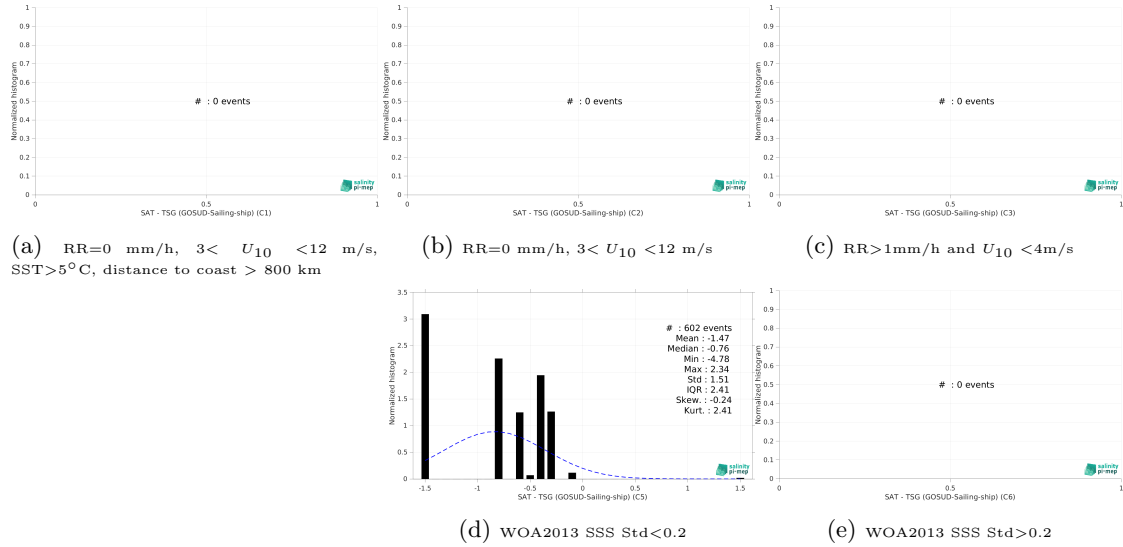 1
0.9
0.8
0.7
0.6
0.5
0.4
0.3
0.2
0.1
0
Normalized histogram
# : 0 events
salinity
pi-mep
0 0.5 1
SAT - TSG (GOSUD-Sailing-ship) (C1)
(a) RR=0 mm/h, 3< U10 <12 m/s,
SST>5°C, distance to coast > 800 km
1
0.9
0.8
0.7
0.6
0.5
0.4
0.3
0.2
0.1
0
Normalized histogram
# : 0 events
salinity
pi-mep
0 0.5 1
SAT - TSG (GOSUD-Sailing-ship) (C2)
(b) RR=0 mm/h, 3< U10 <12 m/s
1
0.9
0.8
0.7
0.6
0.5
0.4
0.3
0.2
0.1
0
Normalized histogram
# : 0 events
salinity
pi-mep
0 0.5 1
SAT - TSG (GOSUD-Sailing-ship) (C3)
(c) RR>1mm/h and U10 <4m/s
3.5
3
2.5
2
1.5
1
0.5
0
Normalized histogram
# : 602 events
Mean : -1.47
Median : -0.76
Min : -4.78
Max : 2.34
Std : 1.51
IQR : 2.41
Skew. : -0.24
Kurt. : 2.41
salinity
pi-mep
-1.5 -1 -0.5 0 0.5 1 1.5
SAT - TSG (GOSUD-Sailing-ship) (C5)
(d) WOA2013 SSS Std<0.2
1
0.9
0.8
0.7
0.6
0.5
0.4
0.3
0.2
0.1
0
Normalized histogram
# : 0 events
salinity
pi-mep
0 0.5 1
SAT - TSG (GOSUD-Sailing-ship) (C6)
(e) WOA2013 SSS Std>0.2